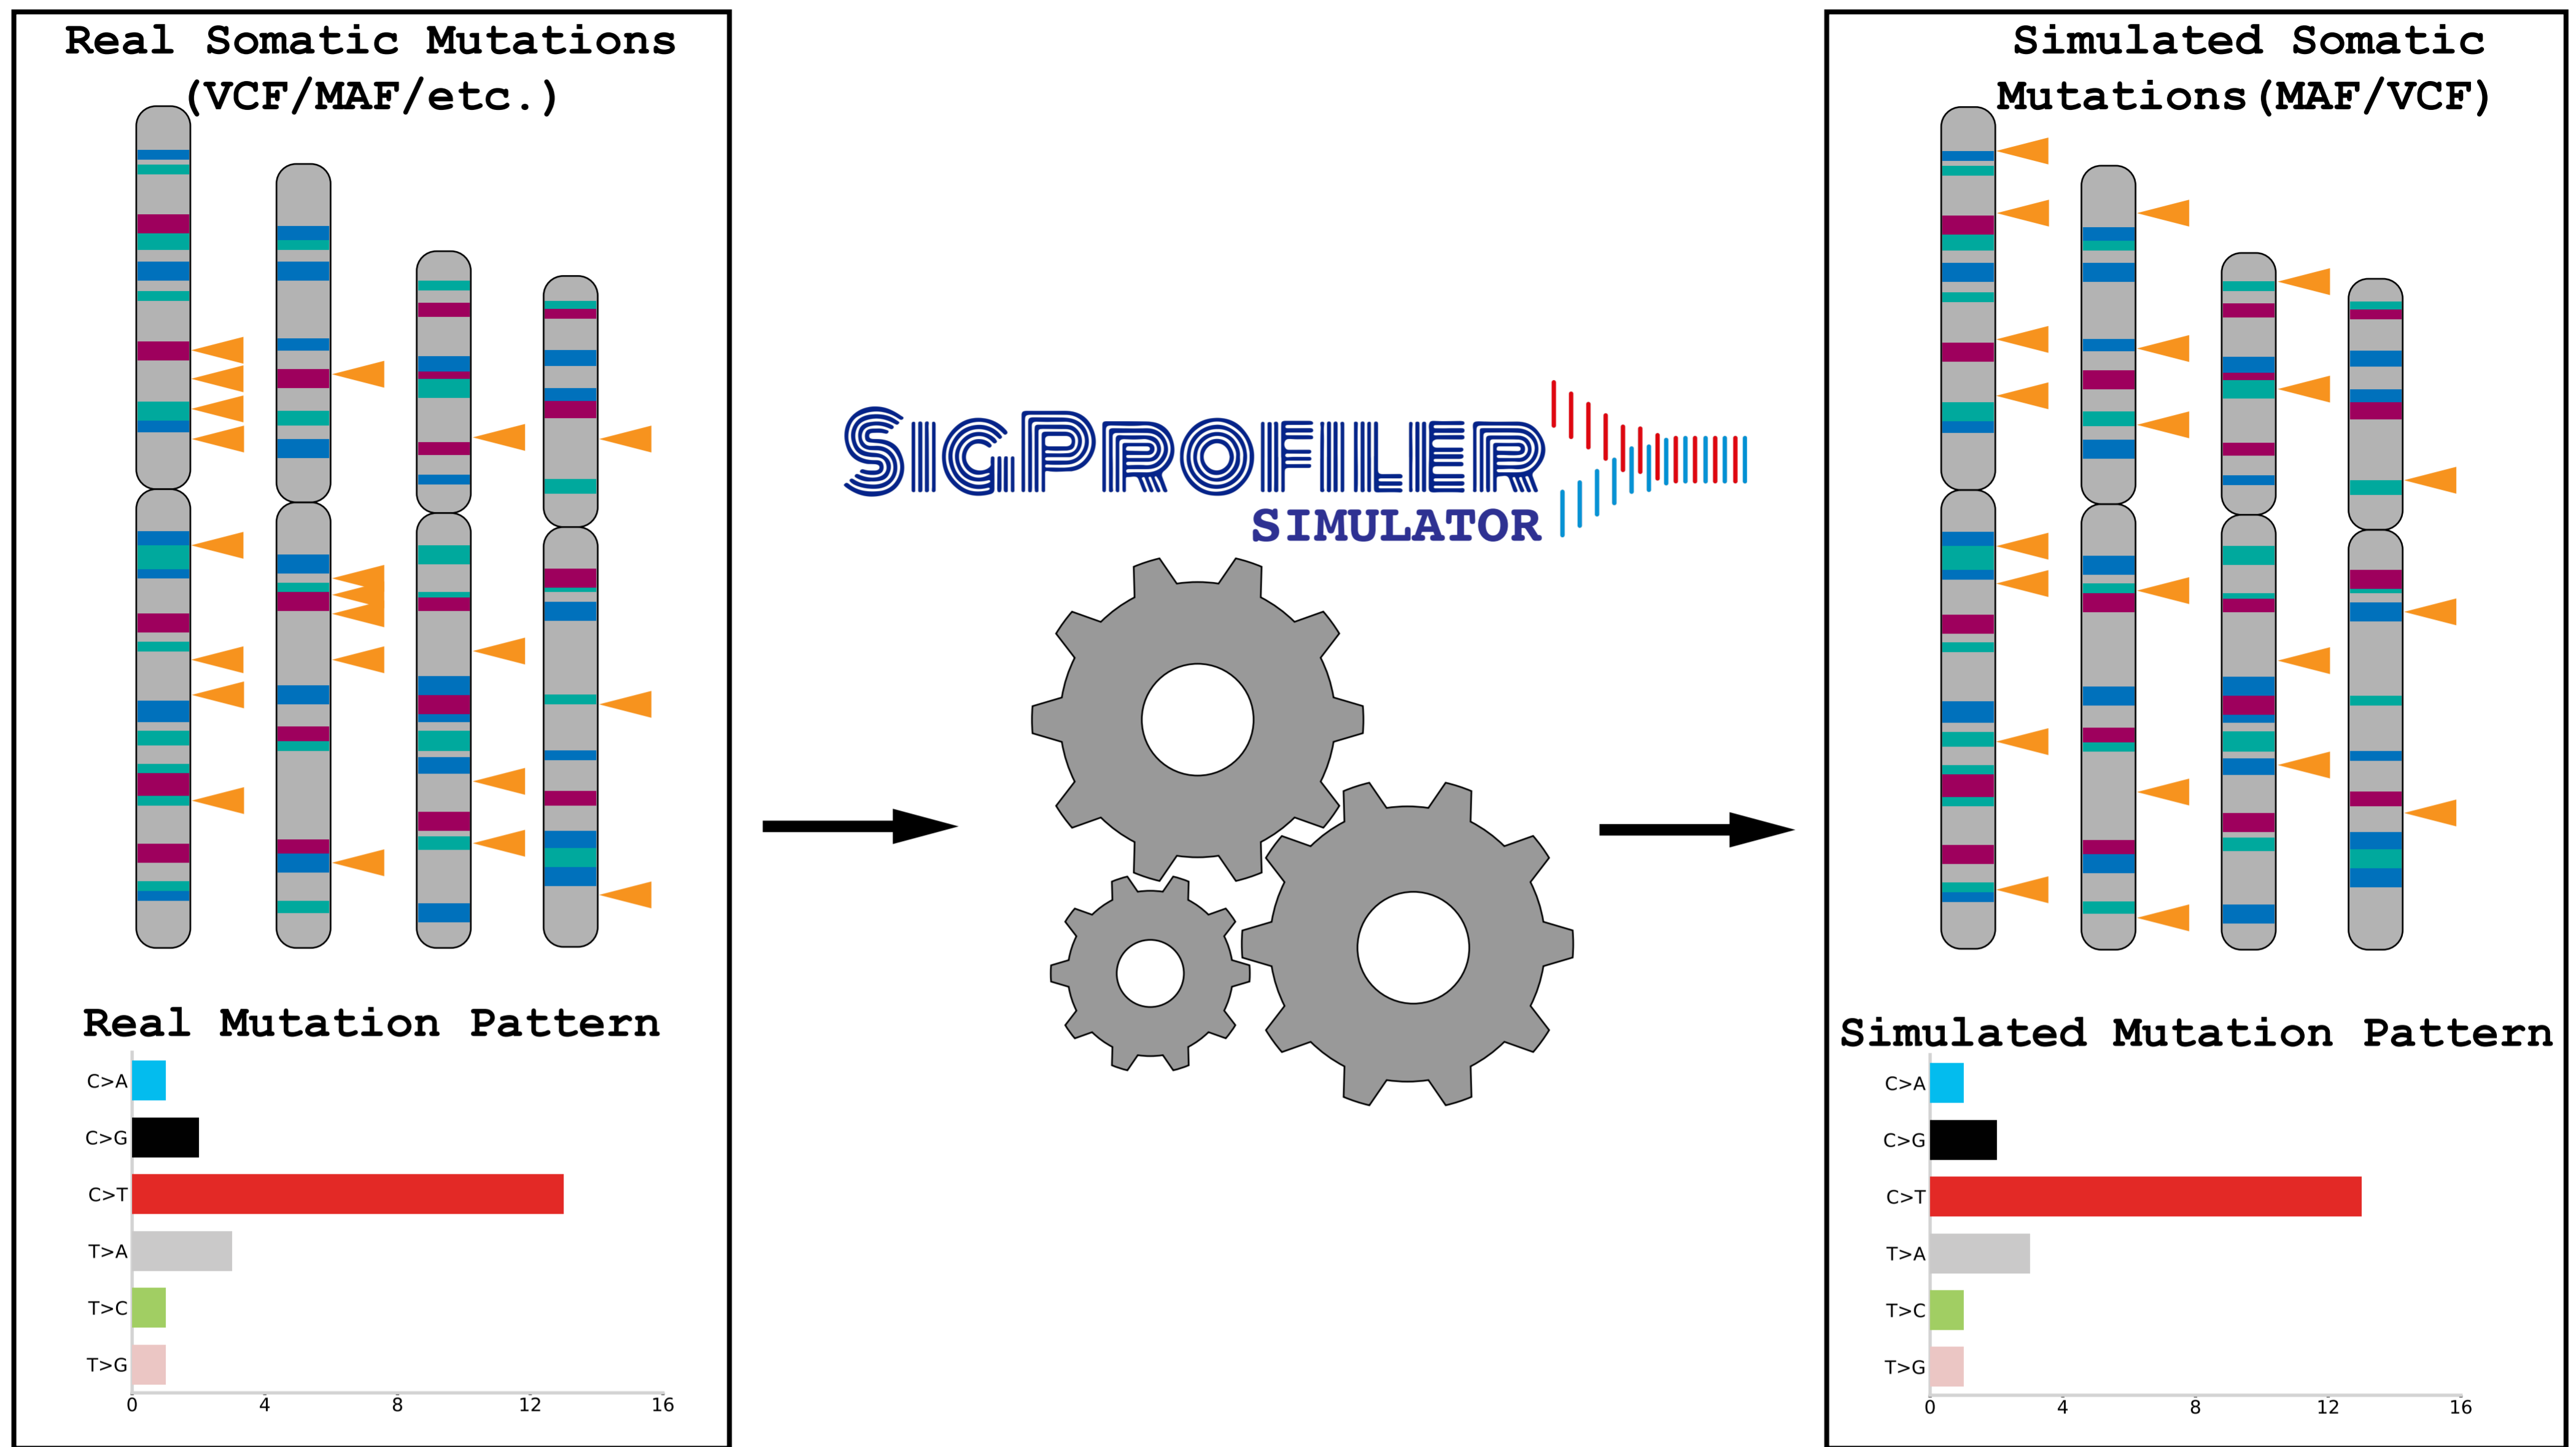 Real Somatic Mutations
(VCF/MAF/etc.)
Real Mutation Pattern
C>A
C>G
C>T
T>A
T>C
T>G
0 4 8 12 16
SIGPROFILER
SIMULATOR
Simulated Somatic
Mutations(MAF/VCF)
Simulated Mutation Pattern
C>A
C>G
C>T
T>A
T>C
T>G
0 4 8 12 16